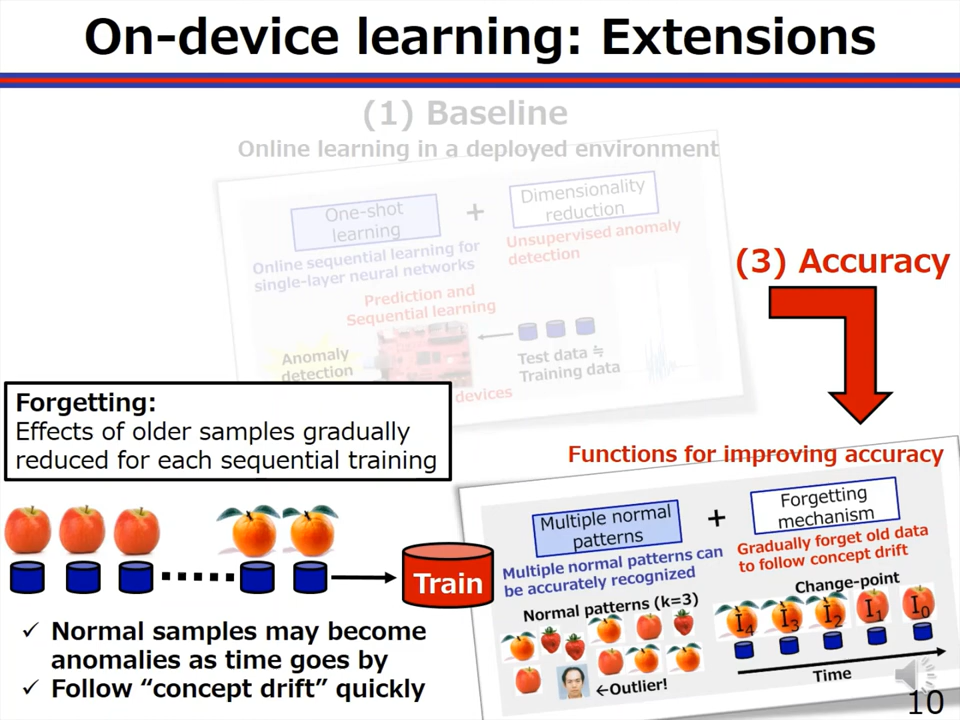 On-device learning: Extensions
(1) Baseline
Online learning in a deployed environment
One-shot
learning
+
Dimensionality
reduction
Online sequential learning for
single-layer neural networks
Unsupervised anomaly
detection
Prediction and
Sequential learning
Anomaly
detection
Test data ≒
Training data
devices
(3) Accuracy
Forgetting:
Effects of older samples gradually
reduced for each sequential training
Train
✓ Normal samples may become
anomalies as time goes by
✓ Follow “concept drift” quickly
Functions for improving accuracy
Multiple normal
patterns
+
Forgetting
mechanism
Multiple normal patterns can
be accurately recognized
Gradually forget old data
to follow concept drift
Normal patterns (k=3)
←Outlier!
Change-point
I4 I3 I2 I1 I0
Time
10